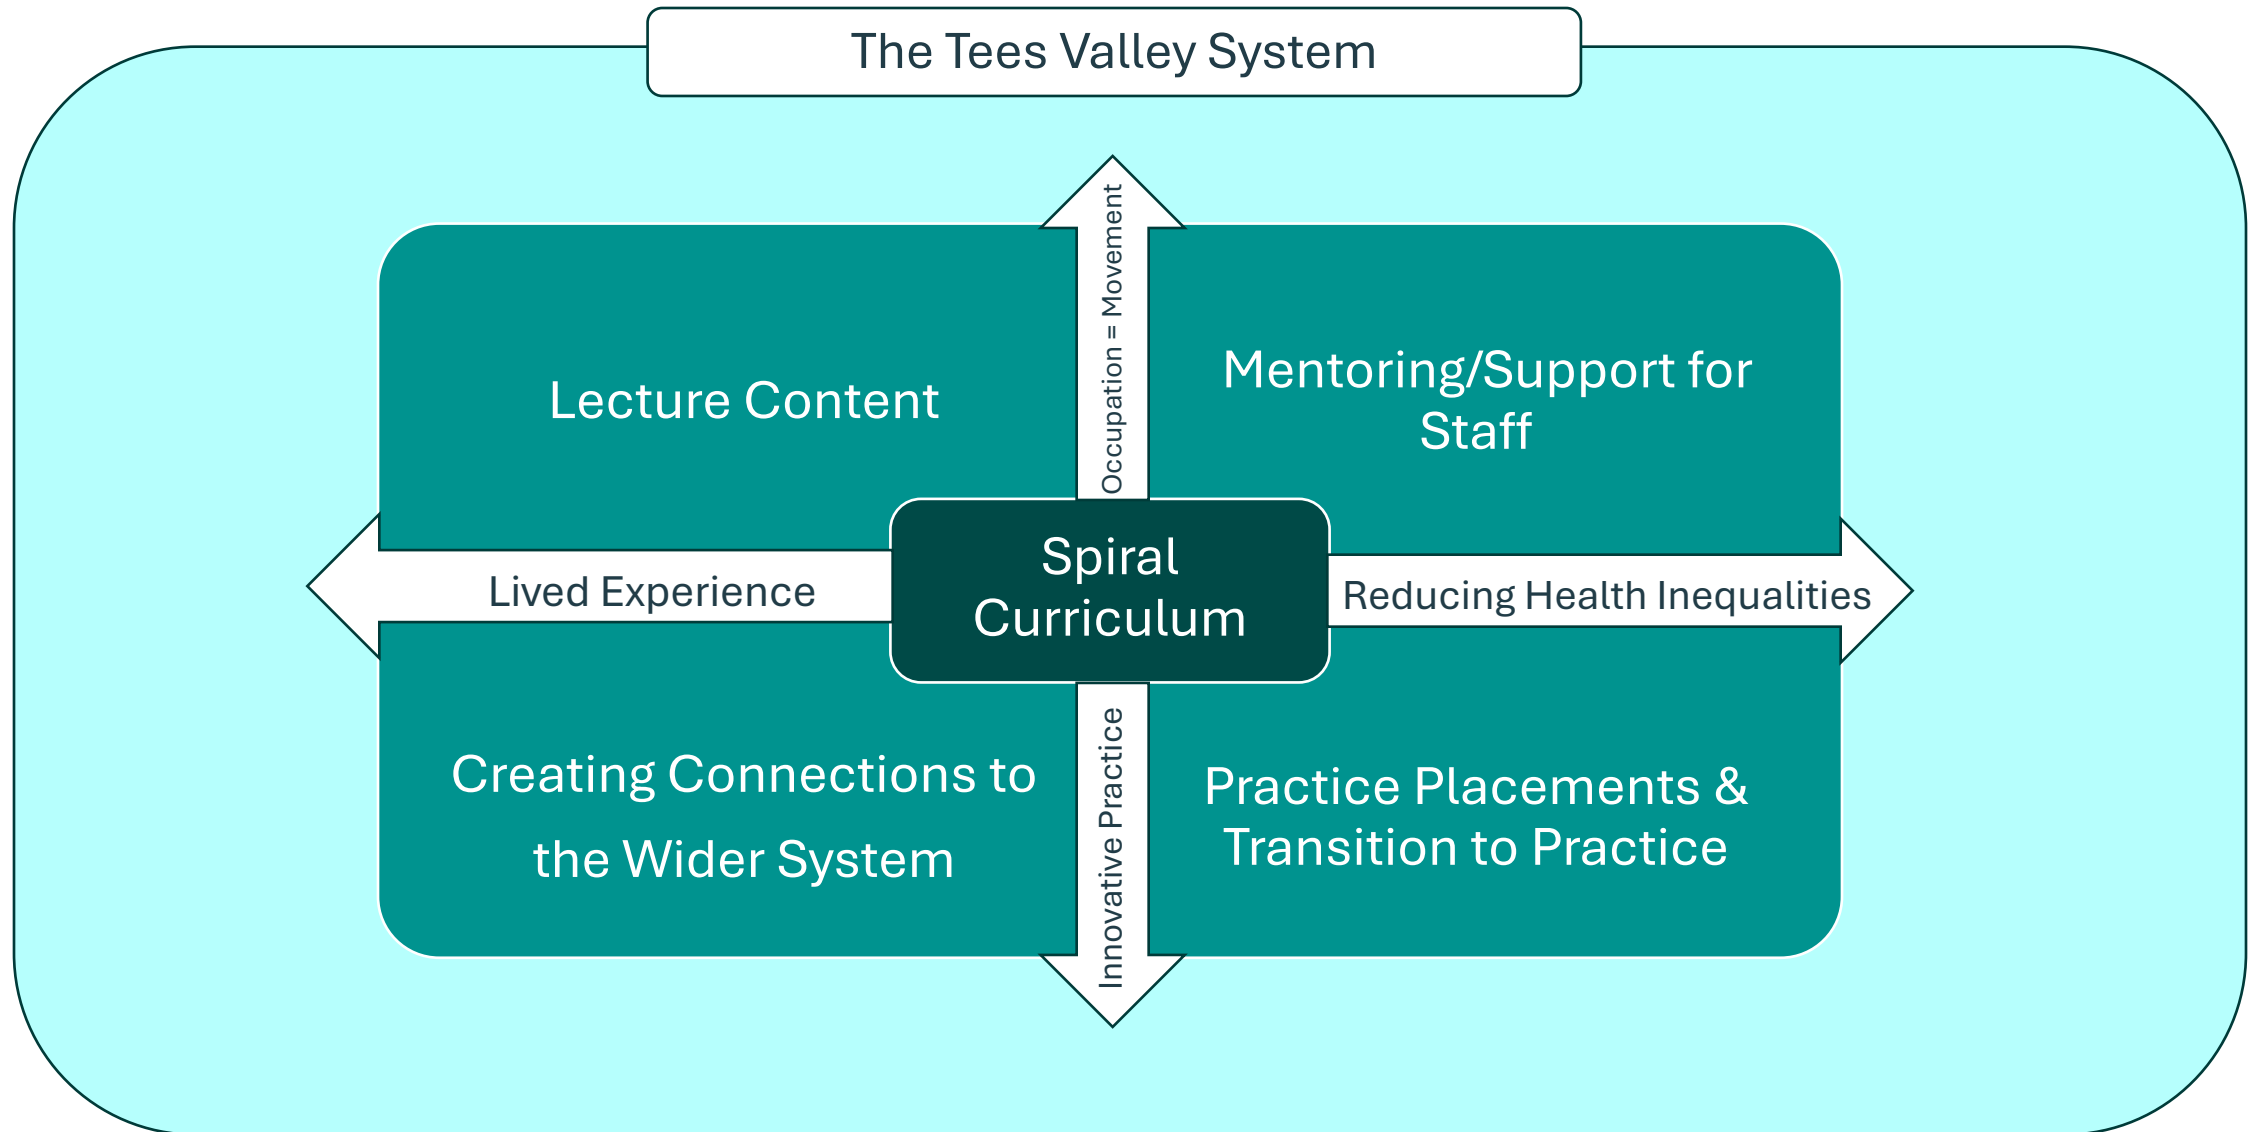 The Tees Valley System
Occupation = Movement
Lecture Content
Mentoring/Support for
Staff
Lived Experience
Spiral
Curriculum
Reducing Health Inequalities
Creating Connections to
the Wider System
Innovative Practice
Practice Placements &
Transition to Practice